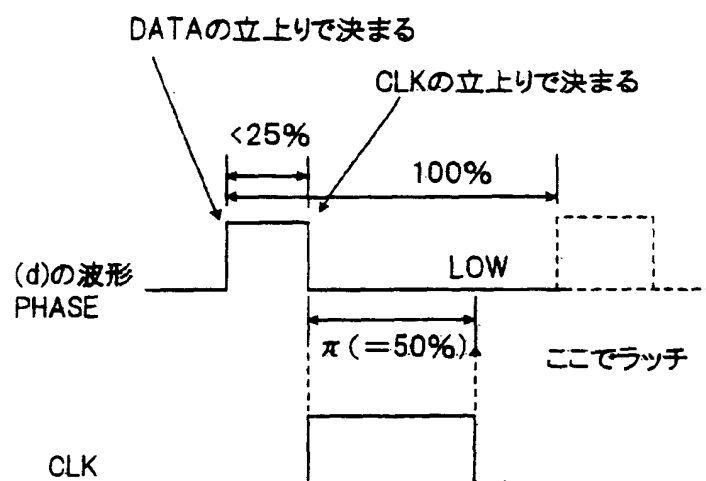 DATAの立上りで決まる
CLKの立上りで決まる
<25%
100%
(d)の波形
PHASE
LOW
π(=50%)
ここでラッチ
CLK